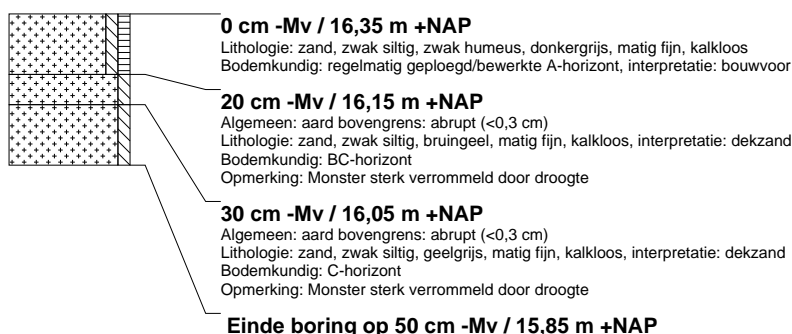 0 cm -Mv / 16,35 m +NAP
Lithologie: zand, zwak siltig, zwak humeus, donkergrijs, matig fijn, kalkloos
Bodemkundig: regelmatig geploegd/bewerkte A-horizont, interpretatie: bouwvoor
20 cm -Mv / 16,15 m +NAP
Algemeen: aard bovengrens: abrupt (<0,3 cm)
Lithologie: zand, zwak siltig, bruingeel, matig fijn, kalkloos, interpretatie: dekzand
Bodemkundig: BC-horizont
Opmerking: Monster sterk verrommeld door droogte
30 cm -Mv / 16,05 m +NAP
Algemeen: aard bovengrens: abrupt (<0,3 cm)
Lithologie: zand, zwak siltig, geelgrijs, matig fijn, kalkloos, interpretatie: dekzand
Bodemkundig: C-horizont
Opmerking: Monster sterk verrommeld door droogte
Einde boring op 50 cm -Mv / 15,85 m +NAP